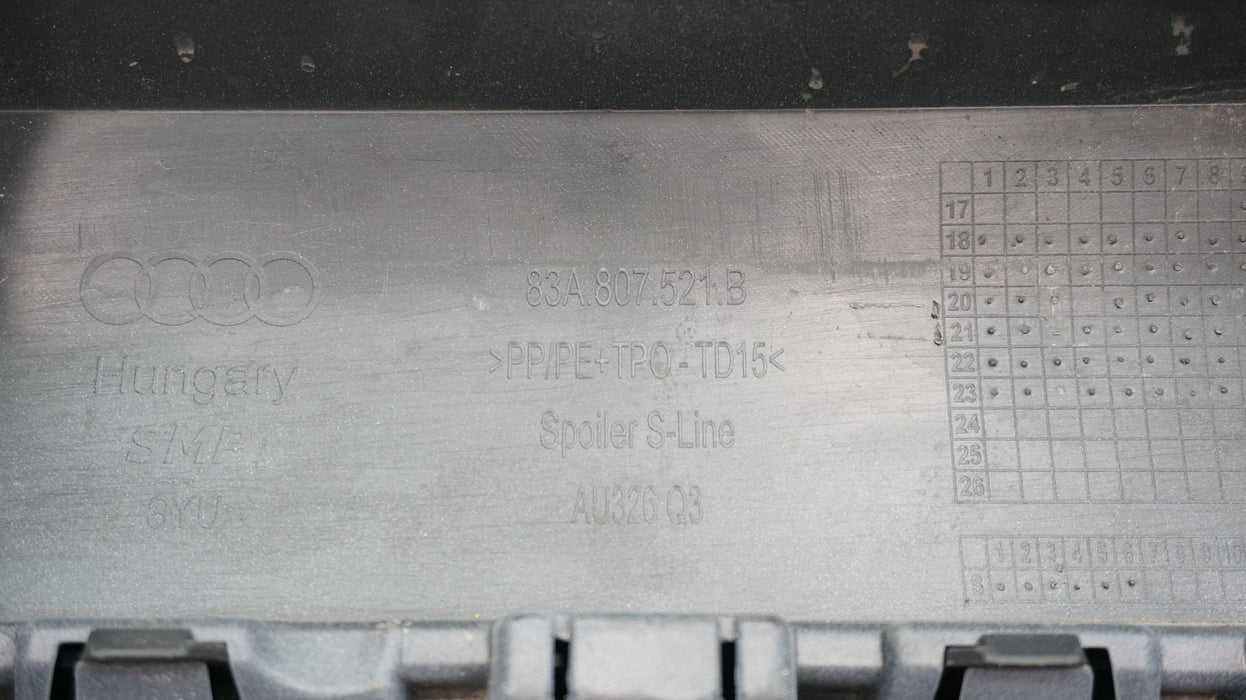 Hungary
SMP
83A.807.521.B
>PP/PE+TPO - TD15<
Spoiler S-Line
AU326 Q3
1 2 3 4 5 6 7 8 9
17
18
19
20
21
22
23
24
25
26
1 2 3 4 5 6 7 8 9 10